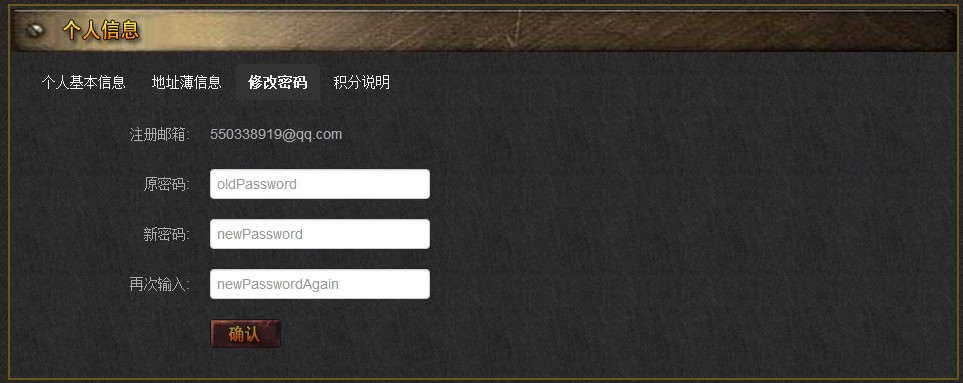 个人信息
个人基本信息 地址薄信息 修改密码 积分说明
注册邮箱: 550338919@qq.com
原密码: oldPassword
新密码: newPassword
再次输入: newPasswordAgain
确认